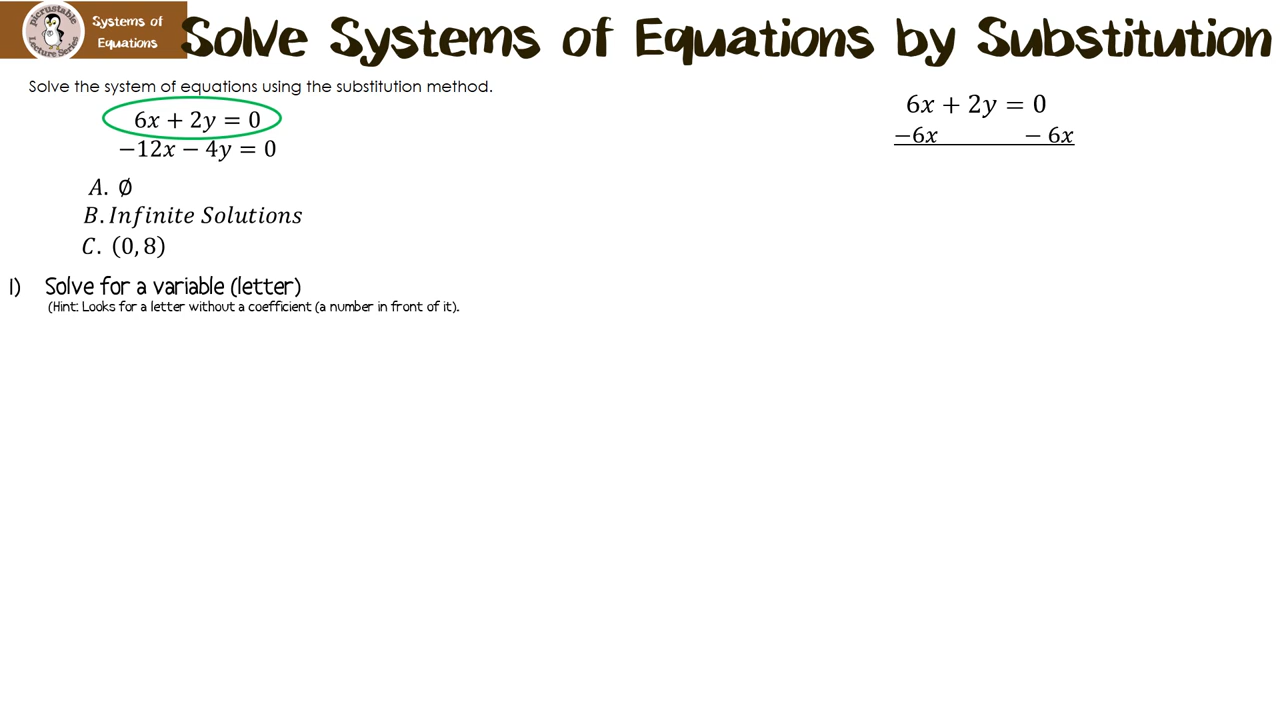 picrustable
Lecture Series
Systems of
Equations
Solve Systems of Equations by Substitution
Solve the system of equations using the substitution method.
6x + 2y = 0
−12x − 4y = 0
A. ∅
B. Infinite Solutions
C. (0, 8)
1) Solve for a variable (letter)
(Hint: Looks for a letter without a coefficient (a number in front of it).
6x + 2y = 0
−6x − 6x